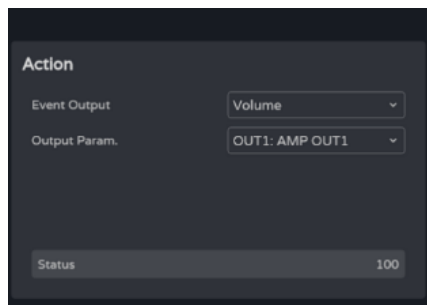 Action
Event Output Volume
Output Param. OUT1: AMP OUT1
Status 100